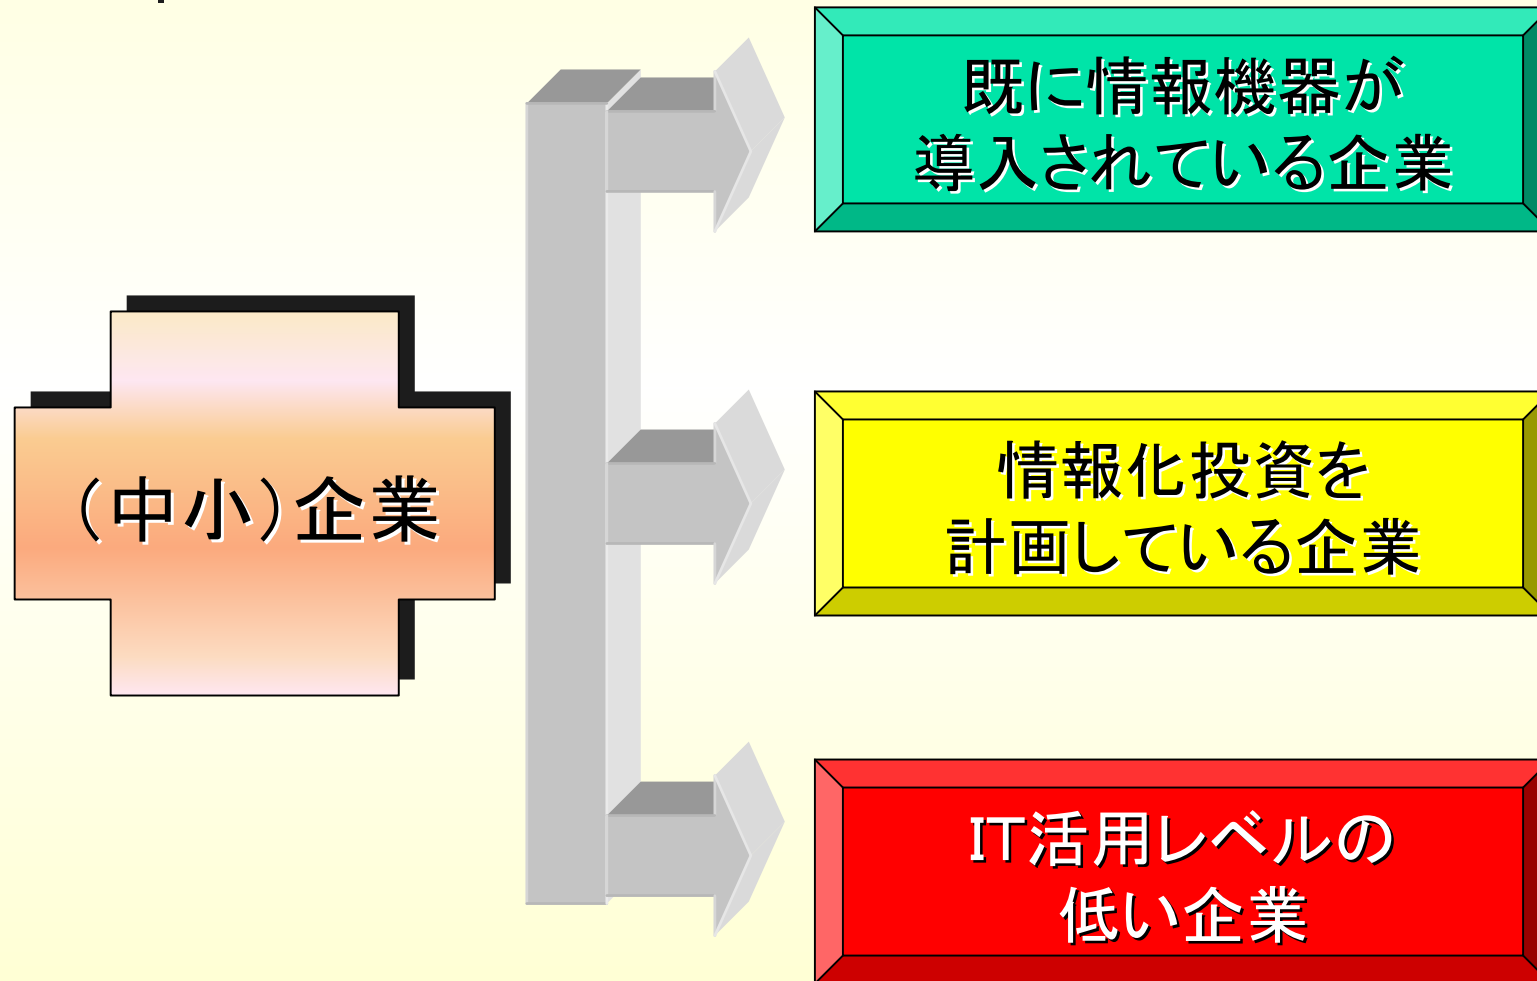 既に情報機器が
導入されている企業
（中小）企業
情報化投資を
計画している企業
IT活用レベルの
低い企業